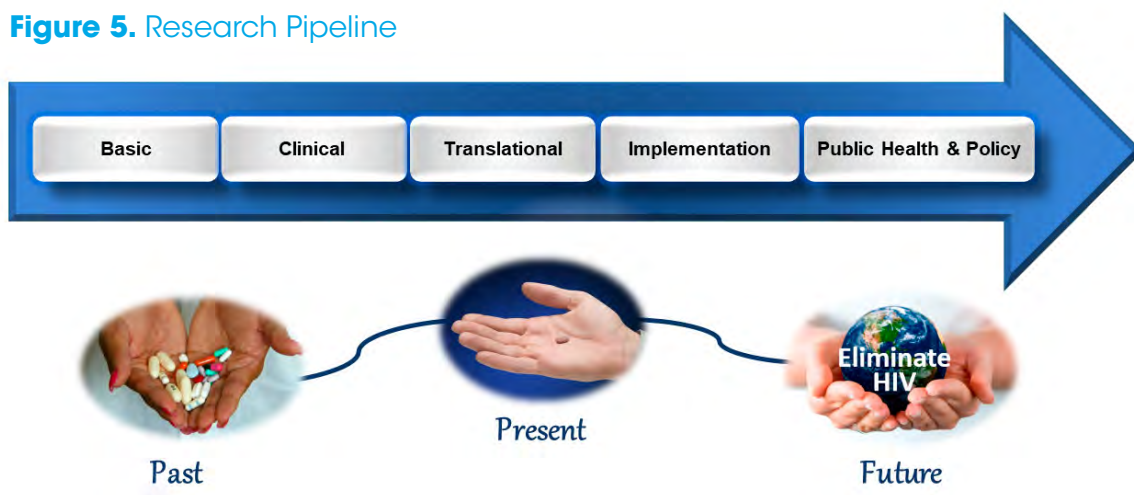 Figure 5. Research Pipeline
Basic
Clinical
Translational
Implementation
Public Health & Policy
Eliminate
HIV
Past
Present
Future